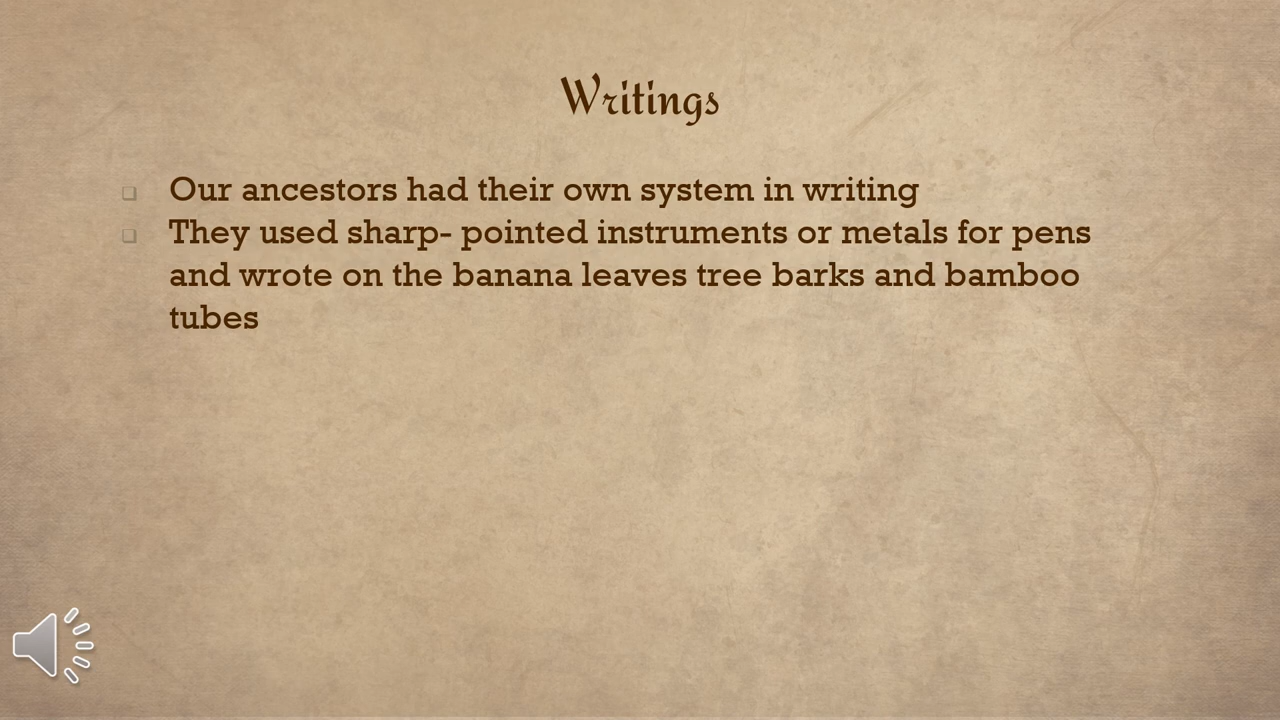 Writings
Our ancestors had their own system in writing
They used sharp- pointed instruments or metals for pens
and wrote on the banana leaves tree barks and bamboo
tubes